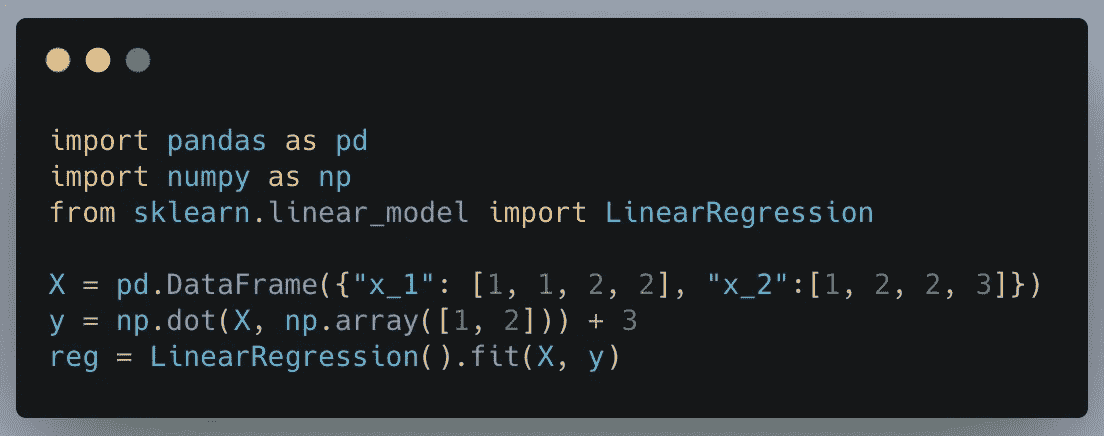 import pandas as pd
import numpy as np
from sklearn.linear_model import LinearRegression
X = pd.DataFrame({"x_1": [1, 1, 2, 2], "x_2":[1, 2, 2, 3]})
y = np.dot(X, np.array([1, 2])) + 3
reg = LinearRegression().fit(X, y)